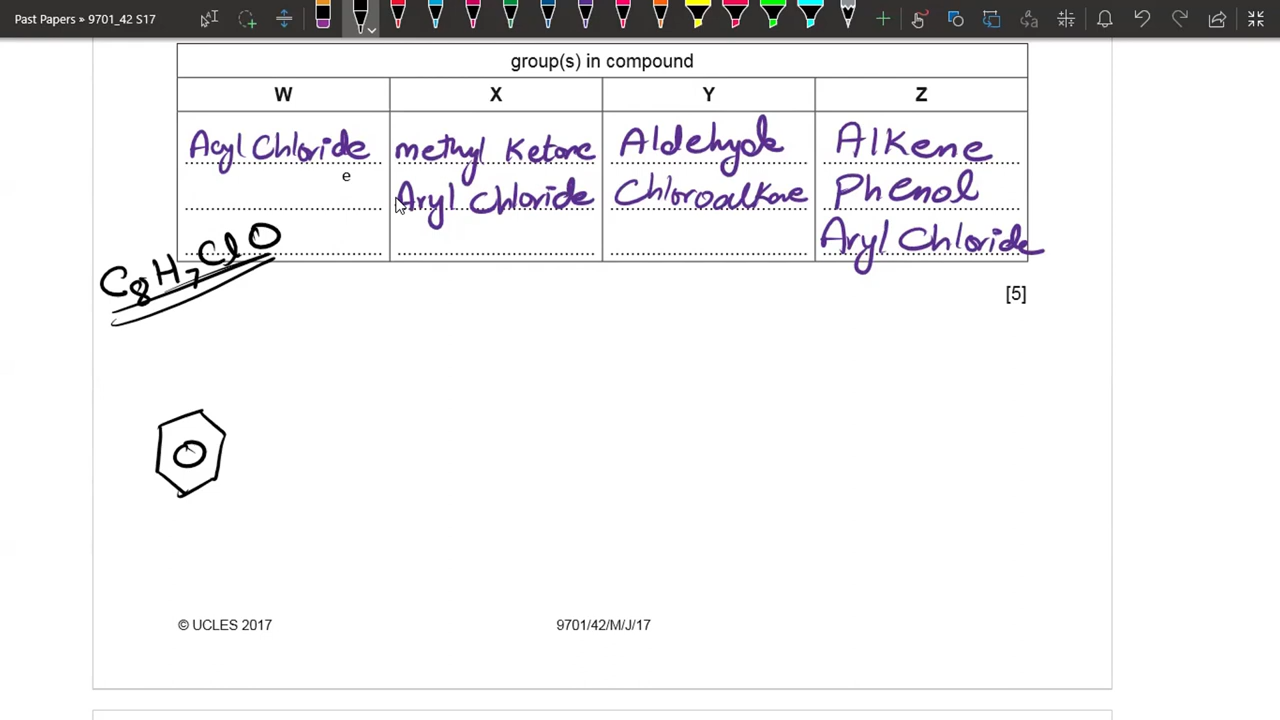 Past Papers » 9701_42 S17
group(s) in compound
W X Y Z
Acyl Chloride methyl Ketone Aldehyde Alkene
e
Aryl Chloride Chloroalkane Phenol
Aryl Chloride
C8H7ClO
[5]
© UCLES 2017 9701/42/M/J/17